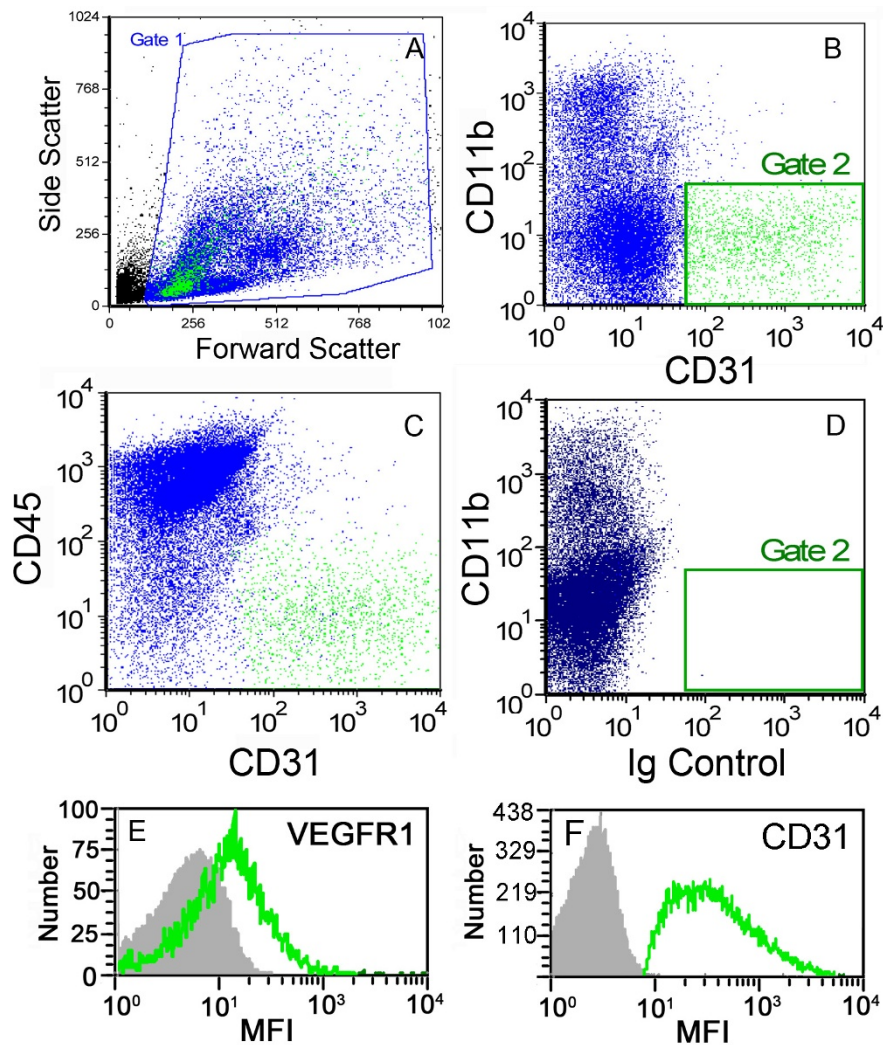 A
Gate 1
1024
768
512
256
0
Side Scatter
0 256 512 768 102
Forward Scatter
B
Gate 2
10^4
10^3
10^2
10^1
10^0
CD11b
10^0 10^1 10^2 10^3 10^4
CD31
C
10^4
10^3
10^2
10^1
10^0
CD45
10^0 10^1 10^2 10^3 10^4
CD31
D
Gate 2
10^4
10^3
10^2
10^1
10^0
CD11b
10^0 10^1 10^2 10^3 10^4
Ig Control
E
VEGFR1
100
75
50
25
0
Number
10^0 10^1 10^3 10^4
MFI
F
CD31
438
329
219
110
Number
10^0 10^1 10^3 10^4
MFI